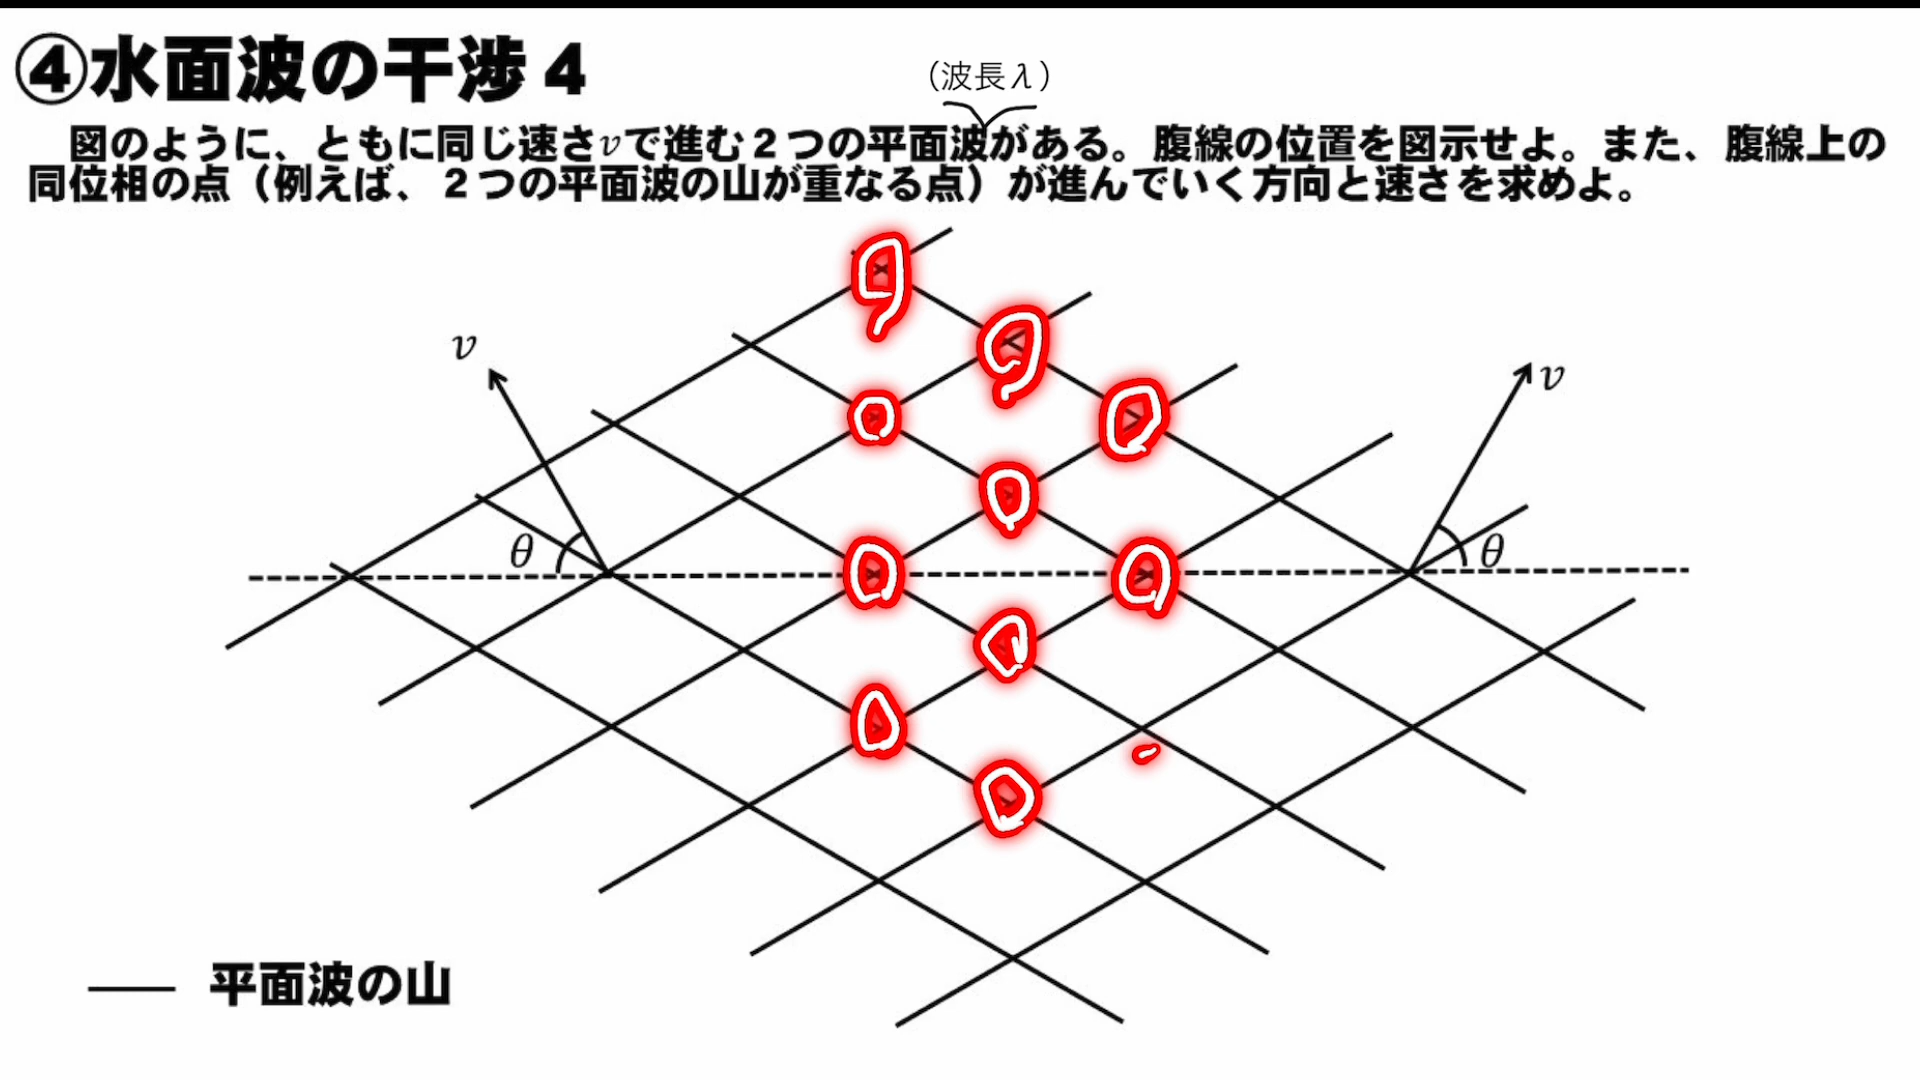 ④水面波の干渉4
（波長λ）
図のように、ともに同じ速さvで進む２つの平面波がある。腹線の位置を図示せよ。また、腹線上の
同位相の点（例えば、２つの平面波の山が重なる点）が進んでいく方向と速さを求めよ。
v
v
θ
θ
平面波の山